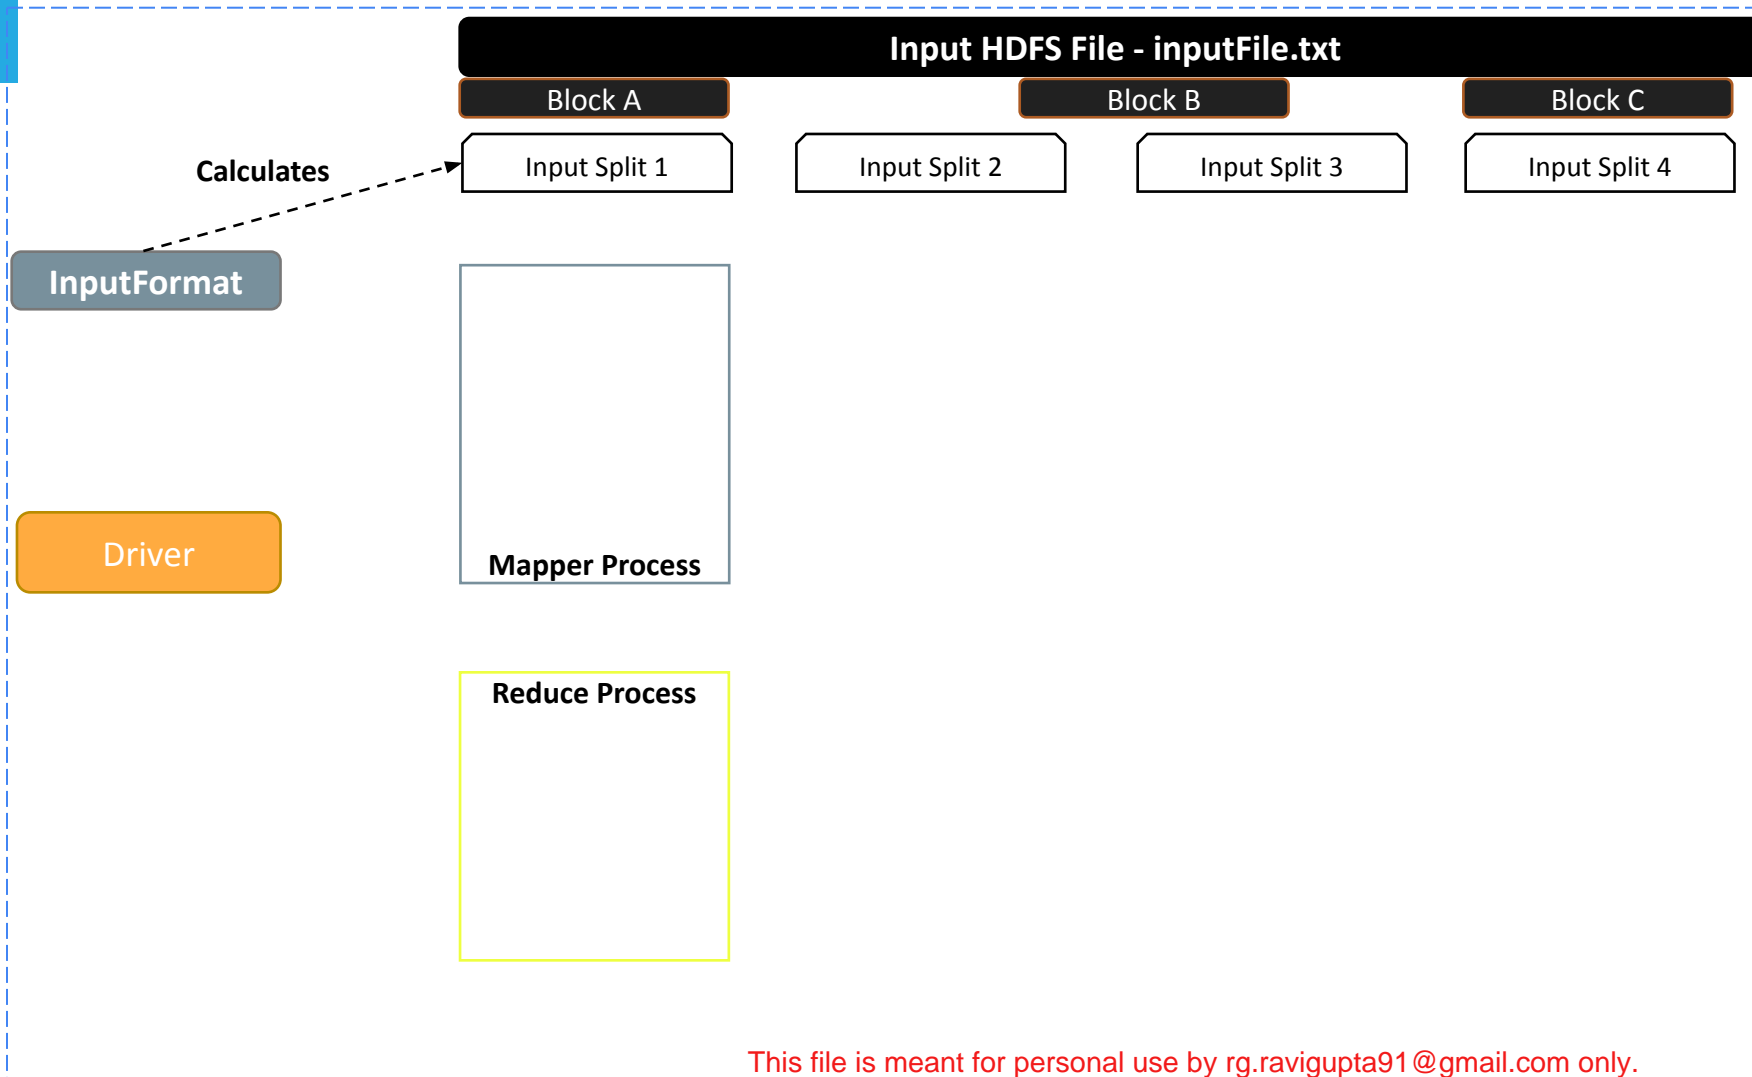 Input HDFS File - inputFile.txt
Block A
Block B
Block C
Input Split 1
Input Split 2
Input Split 3
Input Split 4
Calculates
InputFormat
Driver
Mapper Process
Reduce Process
This file is meant for personal use by rg.ravigupta91@gmail.com only.